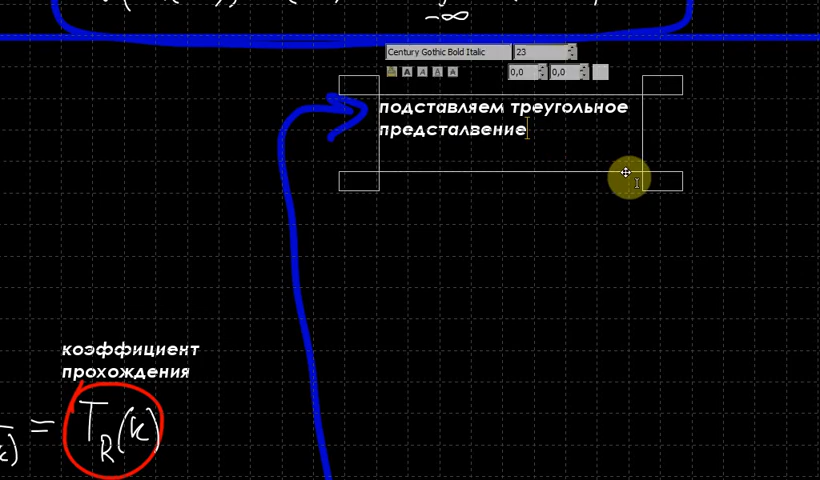 -∞
Century Gothic Bold Italic 23
A A A A A 0,0 0,0
подставляем треугольное
предсталвение
коэффициент
прохождения
= T_R(k)